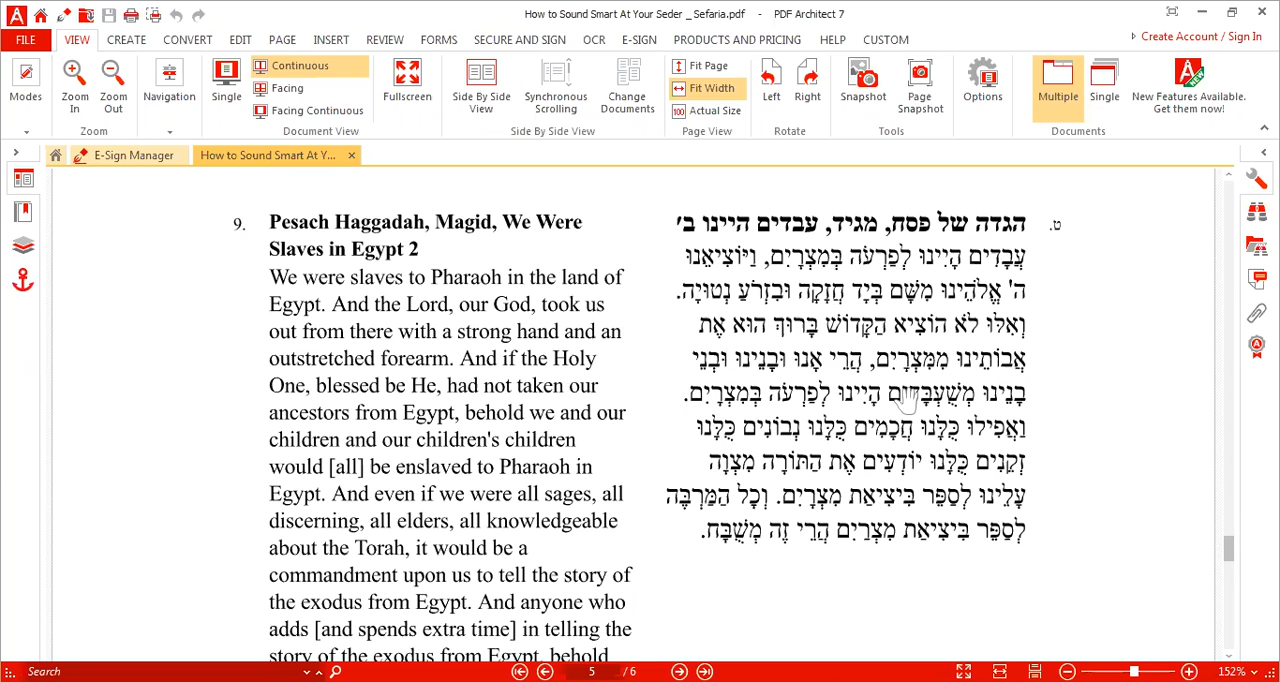 How to Sound Smart At Your Seder _ Sefaria.pdf - PDF Architect 7
FILE VIEW CREATE CONVERT EDIT PAGE INSERT REVIEW FORMS SECURE AND SIGN OCR E-SIGN PRODUCTS AND PRICING HELP CUSTOM Create Account / Sign In
Modes
Zoom In
Zoom Out
Zoom
Navigation
Single
Continuous
Facing
Facing Continuous
Document View
Fullscreen
Side By Side View
Synchronous Scrolling
Change Documents
Side By Side View
Fit Page
Fit Width
100 Actual Size
Page View
Left
Right
Rotate
Snapshot
Page Snapshot
Tools
Options
Multiple
Single
Documents
New Features Available.
Get them now!
E-Sign Manager
How to Sound Smart At Y...
9.
Pesach Haggadah, Magid, We Were
Slaves in Egypt 2
We were slaves to Pharaoh in the land of
Egypt. And the Lord, our God, took us
out from there with a strong hand and an
outstretched forearm. And if the Holy
One, blessed be He, had not taken our
ancestors from Egypt, behold we and our
children and our children's children
would [all] be enslaved to Pharaoh in
Egypt. And even if we were all sages, all
discerning, all elders, all knowledgeable
about the Torah, it would be a
commandment upon us to tell the story of
the exodus from Egypt. And anyone who
adds [and spends extra time] in telling the
story of the exodus from Egypt, behold
ט.
הגדה של פסח, מגיד, עבדים היינו ב׳
עֲבָדִים הָיִינוּ לְפַרְעֹה בְּמִצְרָיִם, וַיּוֹצִיאֵנוּ
ה' אֱלֹהֵינוּ מִשָּׁם בְּיָד חֲזָקָה וּבִזְרֹעַ נְטוּיָה.
וְאִלּוּ לֹא הוֹצִיא הַקָּדוֹשׁ בָּרוּךְ הוּא אֶת
אֲבוֹתֵינוּ מִמִּצְרָיִם, הֲרֵי אָנוּ וּבָנֵינוּ וּבְנֵי
בָנֵינוּ הָיִינוּ לְפַרְעֹה בְּמִצְרָיִם.
וַאֲפִילוּ כֻּלָּנוּ חֲכָמִים כֻּלָּנוּ נְבוֹנִים כֻּלָּנוּ
זְקֵנִים כֻּלָּנוּ יוֹדְעִים אֶת הַתּוֹרָה מִצְוָה
עָלֵינוּ לְסַפֵּר בִּיצִיאַת מִצְרָיִם. וְכָל הַמַּרְבֶּה
לְסַפֵּר בִּיצִיאַת מִצְרַיִם הֲרֵי זֶה מְשֻׁבָּח.
Search
5 / 6
152%